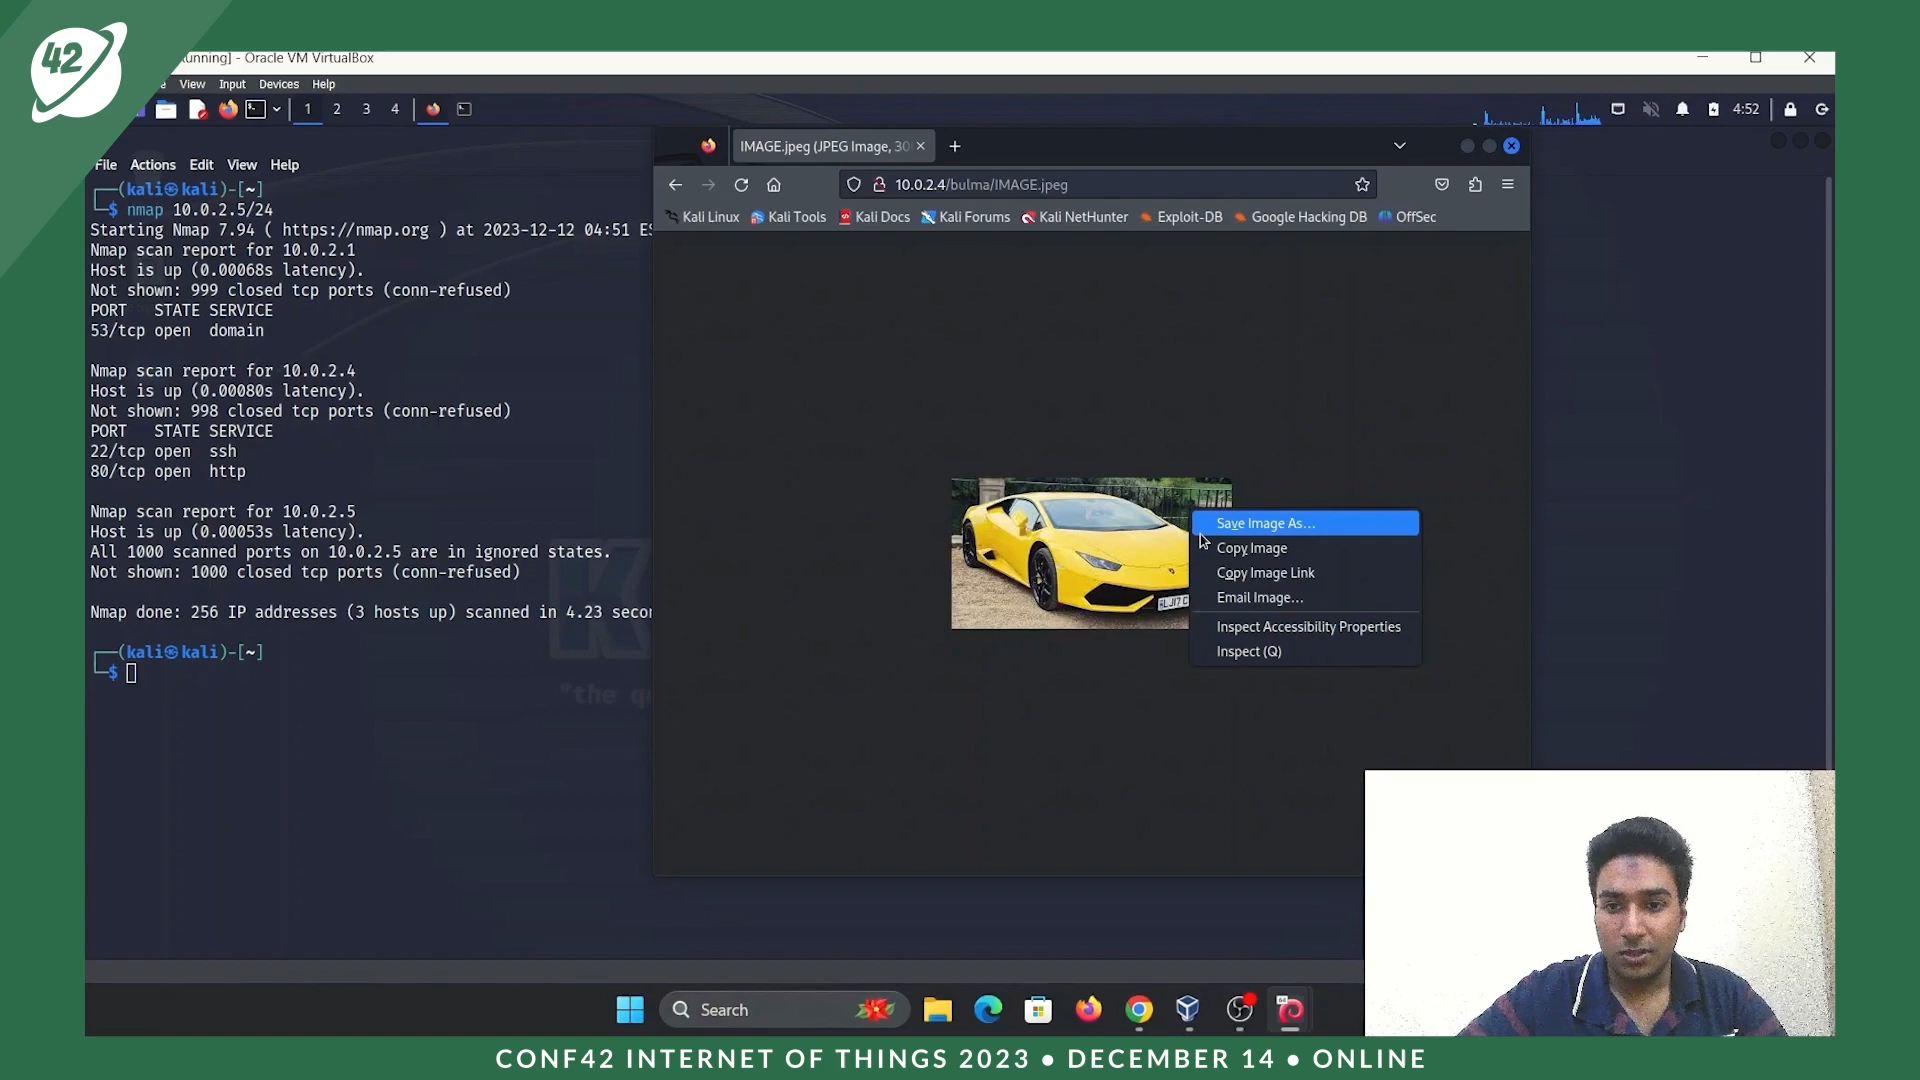 42
unning] - Oracle VM VirtualBox
e View Input Devices Help
1 2 3 4
4:52
IMAGE.jpeg (JPEG Image, 30
File Actions Edit View Help
10.0.2.4/bulma/IMAGE.jpeg
Kali Linux Kali Tools Kali Docs Kali Forums Kali NetHunter Exploit-DB Google Hacking DB OffSec
┌──(kali㉿kali)-[~]
└─$ nmap 10.0.2.5/24
Starting Nmap 7.94 ( https://nmap.org ) at 2023-12-12 04:51 ES
Nmap scan report for 10.0.2.1
Host is up (0.00068s latency).
Not shown: 999 closed tcp ports (conn-refused)
PORT STATE SERVICE
53/tcp open domain
Nmap scan report for 10.0.2.4
Host is up (0.00080s latency).
Not shown: 998 closed tcp ports (conn-refused)
PORT STATE SERVICE
22/tcp open ssh
80/tcp open http
Nmap scan report for 10.0.2.5
Host is up (0.00053s latency).
All 1000 scanned ports on 10.0.2.5 are in ignored states.
Not shown: 1000 closed tcp ports (conn-refused)
Nmap done: 256 IP addresses (3 hosts up) scanned in 4.23 secon
┌──(kali㉿kali)-[~]
└─$
"the q
LJ17 C
Save Image As…
Copy Image
Copy Image Link
Email Image…
Inspect Accessibility Properties
Inspect (Q)
Search
64
CONF42 INTERNET OF THINGS 2023 • DECEMBER 14 • ONLINE